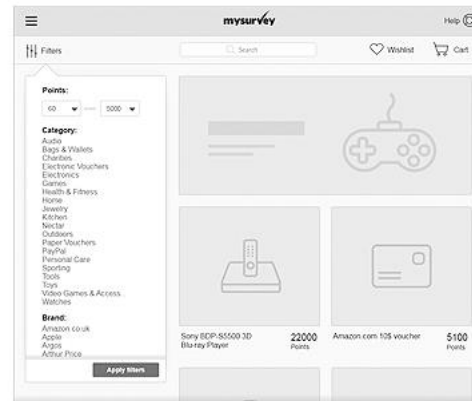 mysurvey
Help
Filters
Search
Wishlist
Cart
Points:
60
5000
Category:
Audio
Bags & Wallets
Charities
Electronic Vouchers
Electronics
Games
Health & Fitness
Home
Jewelry
Kitchen
Nectar
Outdoors
Paper Vouchers
PayPal
Personal Care
Sporting
Tools
Toys
Video Games & Access.
Watches
Brand:
Amazon co uk
Apple
Argos
Arthur Price
Apply filters
Sony BDP-S5500 3D
Blu-ray Player
22000
Points
Amazon com 10$ voucher
5100
Points